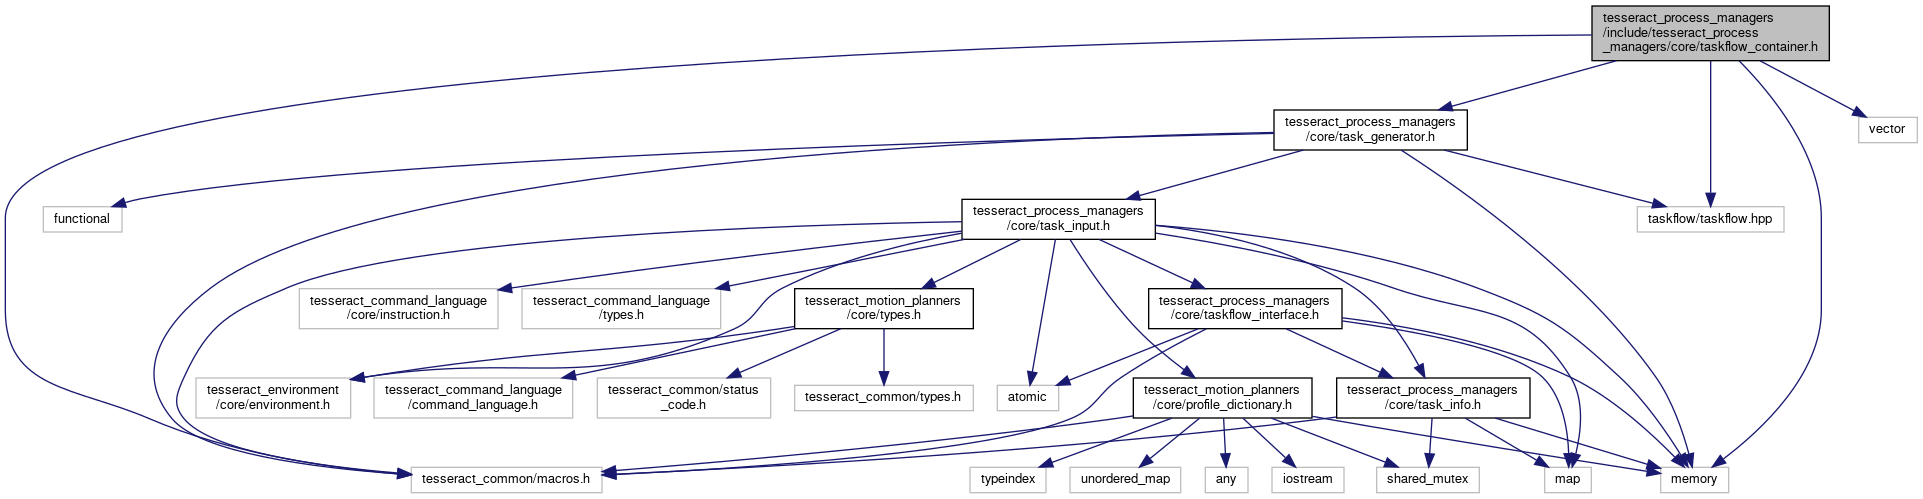 tesseract_process_managers
/include/tesseract_process
_managers/core/taskflow_container.h
tesseract_process_managers
/core/task_generator.h
vector
functional
tesseract_process_managers
/core/task_input.h
taskflow/taskflow.hpp
tesseract_command_language
/core/instruction.h
tesseract_command_language
/types.h
tesseract_motion_planners
/core/types.h
tesseract_process_managers
/core/taskflow_interface.h
tesseract_environment
/core/environment.h
tesseract_command_language
/command_language.h
tesseract_common/status
_code.h
tesseract_common/types.h
atomic
tesseract_motion_planners
/core/profile_dictionary.h
tesseract_process_managers
/core/task_info.h
tesseract_common/macros.h
typeindex
unordered_map
any
iostream
shared_mutex
map
memory